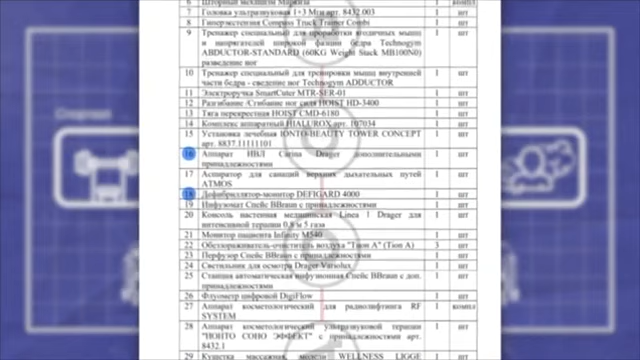 6 Шторный механизм Маркиза 1 компл
7 Головка ультразвуковая 1+3 Мгц арт. 8432.003 1 шт
8 Гиперэкстензия Compass Truck Trainer Combi 1 шт
9 Тренажер специальный для проработки ягодичных мышц 1 шт
и напрягателей широкой фасции бедра Technogym
ABDUCTOR-STANDARD (60KG Weight Stack MB100N0)
разведение ног
10 Тренажер специальный для тренировки мышц внутренней 1 шт
части бедра - сведение ног Technogym ADDUCTOR
11 Электроручка SmartCuter MTR-SER-01 1 шт
12 Разгибание /Сгибание ног сидя HOIST HD-3400 1 шт
13 Тяга перекрестная HOIST CMD-6180 1 шт
14 Комплекс аппаратный HIALUROX арт. 107034 1 шт
15 Установка лечебная IONTO-BEAUTY TOWER CONCEPT 1 шт
арт. 8837.11111101
16 Аппарат ИВЛ Carina Drager дополнительными 1 шт
принадлежностями
17 Аспиратор для санаций верхних дыхательных путей 1 шт
ATMOS
18 Дефибриллятор-монитор DEFIGARD 4000 1 шт
19 Инфузомат Спейс BBraun с принадлежностями 1 шт
20 Консоль настенная медицинская Linea 1 Drager для 1 шт
интенсивной терапии 0,8 м 5 газа
21 Монитор пациента Infinity M540 1 шт
22 Обеззараживатель-очиститель воздуха "Тион А" (Tion A) 3 шт
23 Перфузор Спейс BBraun с принадлежностями 1 шт
24 Светильник для осмотра Drager Variolux 1 шт
25 Станция автоматическая инфузионная Спейс BBraun с доп. 1 шт
принадлежностями
26 Флуометр цифровой DigiFlow 1 шт
27 Аппарат косметологический для радиолифтинга RF 1 компл
SYSTEM
28 Аппарат косметологический ультразвуковой терапии 1 шт
"ИОНТО СОНО ЭФФЕКТ" с принадлежностями арт.
8432.1
29 Кушетка массажная, модели WELLNESS LIGGE 1 шт